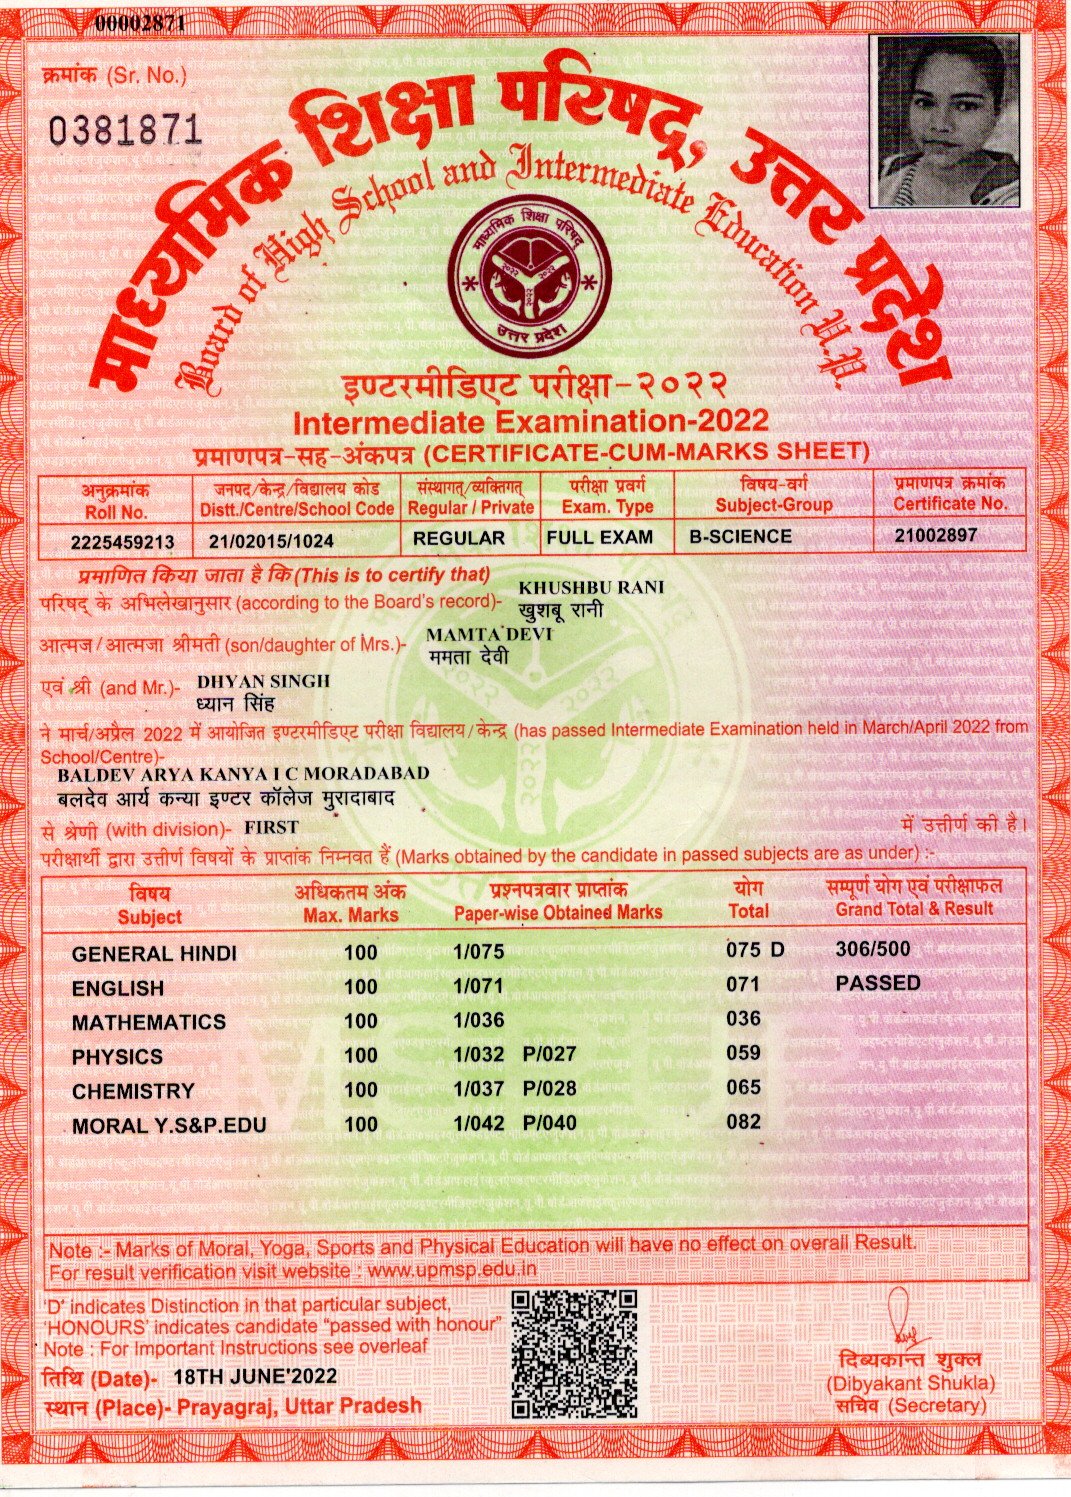 00002871
क्रमांक (Sr. No.)
0381871
माध्यमिक शिक्षा परिषद्, उत्तर प्रदेश
Board of High School and Intermediate Education U.P.
माध्यमिक शिक्षा परिषद्
२०२२ २०२२
२०२२
उत्तर प्रदेश
इण्टरमीडिएट परीक्षा-२०२२
Intermediate Examination-2022
प्रमाणपत्र-सह-अंकपत्र (CERTIFICATE-CUM-MARKS SHEET)
अनुक्रमांक जनपद/केन्द्र/विद्यालय कोड संस्थागत्/व्यक्तिगत् परीक्षा प्रवर्ग विषय-वर्ग प्रमाणपत्र क्रमांक
Roll No. Distt./Centre/School Code Regular / Private Exam. Type Subject-Group Certificate No.
2225459213 21/02015/1024 REGULAR FULL EXAM B-SCIENCE 21002897
प्रमाणित किया जाता है कि (This is to certify that)
परिषद् के अभिलेखानुसार (according to the Board's record)- KHUSHBU RANI
खुशबू रानी
आत्मज/आत्मजा श्रीमती (son/daughter of Mrs.)- MAMTA DEVI
ममता देवी
एवं श्री (and Mr.)- DHYAN SINGH
ध्यान सिंह
ने मार्च/अप्रैल 2022 में आयोजित इण्टरमीडिएट परीक्षा विद्यालय/केन्द्र (has passed Intermediate Examination held in March/April 2022 from
School/Centre)-
BALDEV ARYA KANYA I C MORADABAD
बलदेव आर्य कन्या इण्टर कॉलेज मुरादाबाद
से श्रेणी (with division)- FIRST में उत्तीर्ण की है।
परीक्षार्थी द्वारा उत्तीर्ण विषयों के प्राप्तांक निम्नवत हैं (Marks obtained by the candidate in passed subjects are as under) :-
विषय अधिकतम अंक प्रश्नपत्रवार प्राप्तांक योग सम्पूर्ण योग एवं परीक्षाफल
Subject Max. Marks Paper-wise Obtained Marks Total Grand Total & Result
GENERAL HINDI 100 1/075 075 D 306/500
ENGLISH 100 1/071 071 PASSED
MATHEMATICS 100 1/036 036
PHYSICS 100 1/032 P/027 059
CHEMISTRY 100 1/037 P/028 065
MORAL Y.S&P.EDU 100 1/042 P/040 082
Note :- Marks of Moral, Yoga, Sports and Physical Education will have no effect on overall Result.
For result verification visit website : www.upmsp.edu.in
'D' indicates Distinction in that particular subject,
'HONOURS' indicates candidate "passed with honour"
Note : For Important Instructions see overleaf
तिथि (Date)- 18TH JUNE'2022
स्थान (Place)- Prayagraj, Uttar Pradesh
दिब्यकान्त शुक्ल
(Dibyakant Shukla)
सचिव (Secretary)